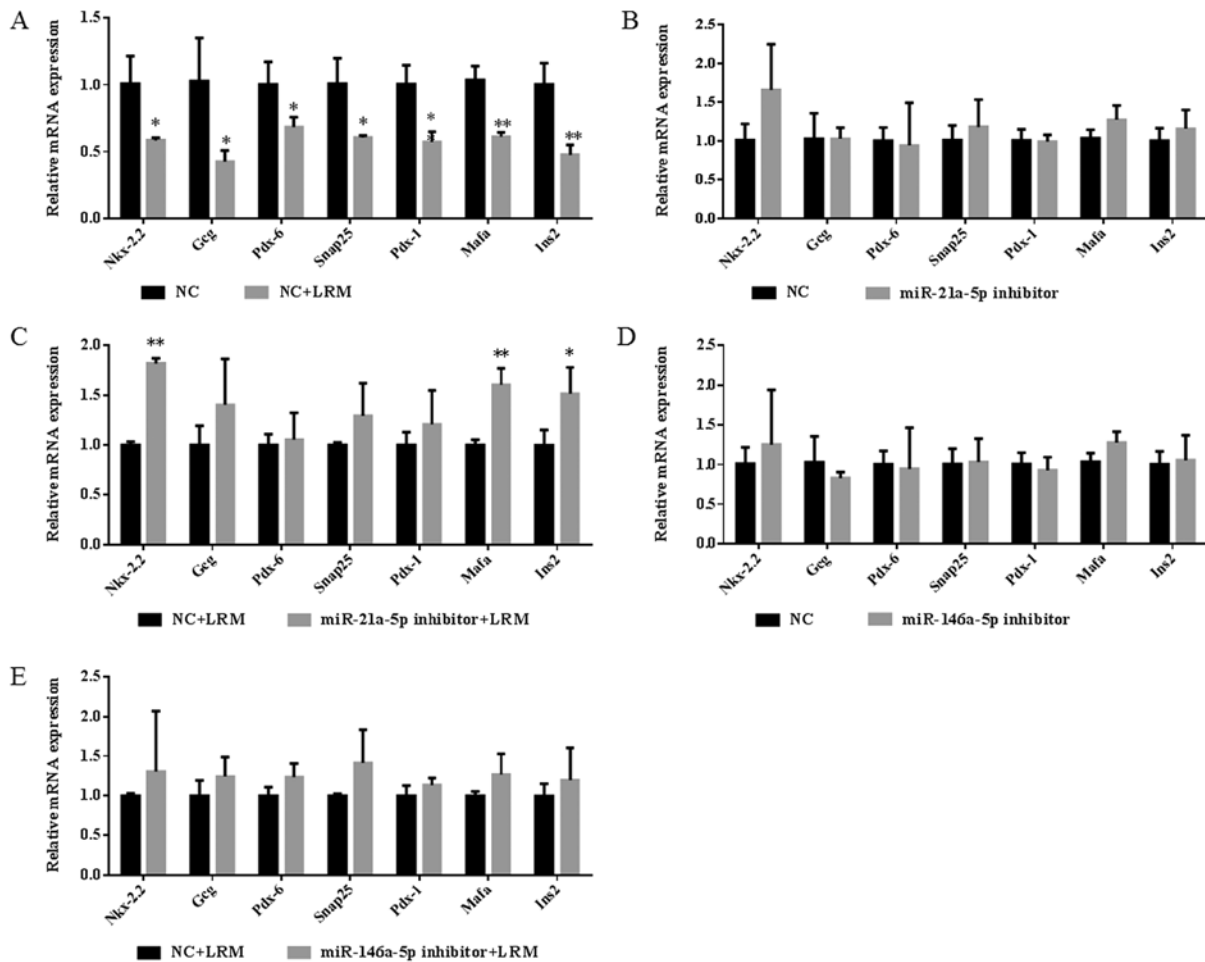 A
Relative mRNA expression
1.5
1.0
0.5
0.0
* * * * * ** **
Nkx-2.2 Gcg Pdx-6 Snap25 Pdx-1 Mafa Ins2
NC NC+LRM
B
Relative mRNA expression
2.5
2.0
1.5
1.0
0.5
0.0
Nkx-2.2 Gcg Pdx-6 Snap25 Pdx-1 Mafa Ins2
NC miR-21a-5p inhibitor
C
Relative mRNA expression
2.0
1.5
1.0
0.5
0.0
** ** *
Nkx-2.2 Gcg Pdx-6 Snap25 Pdx-1 Mafa Ins2
NC+LRM miR-21a-5p inhibitor+LRM
D
Relative mRNA expression
2.5
2.0
1.5
1.0
0.5
0.0
Nkx-2.2 Gcg Pdx-6 Snap25 Pdx-1 Mafa Ins2
NC miR-146a-5p inhibitor
E
Relative mRNA expression
2.5
2.0
1.5
1.0
0.5
0.0
Nkx-2.2 Gcg Pdx-6 Snap25 Pdx-1 Mafa Ins2
NC+LRM miR-146a-5p inhibitor+LRM